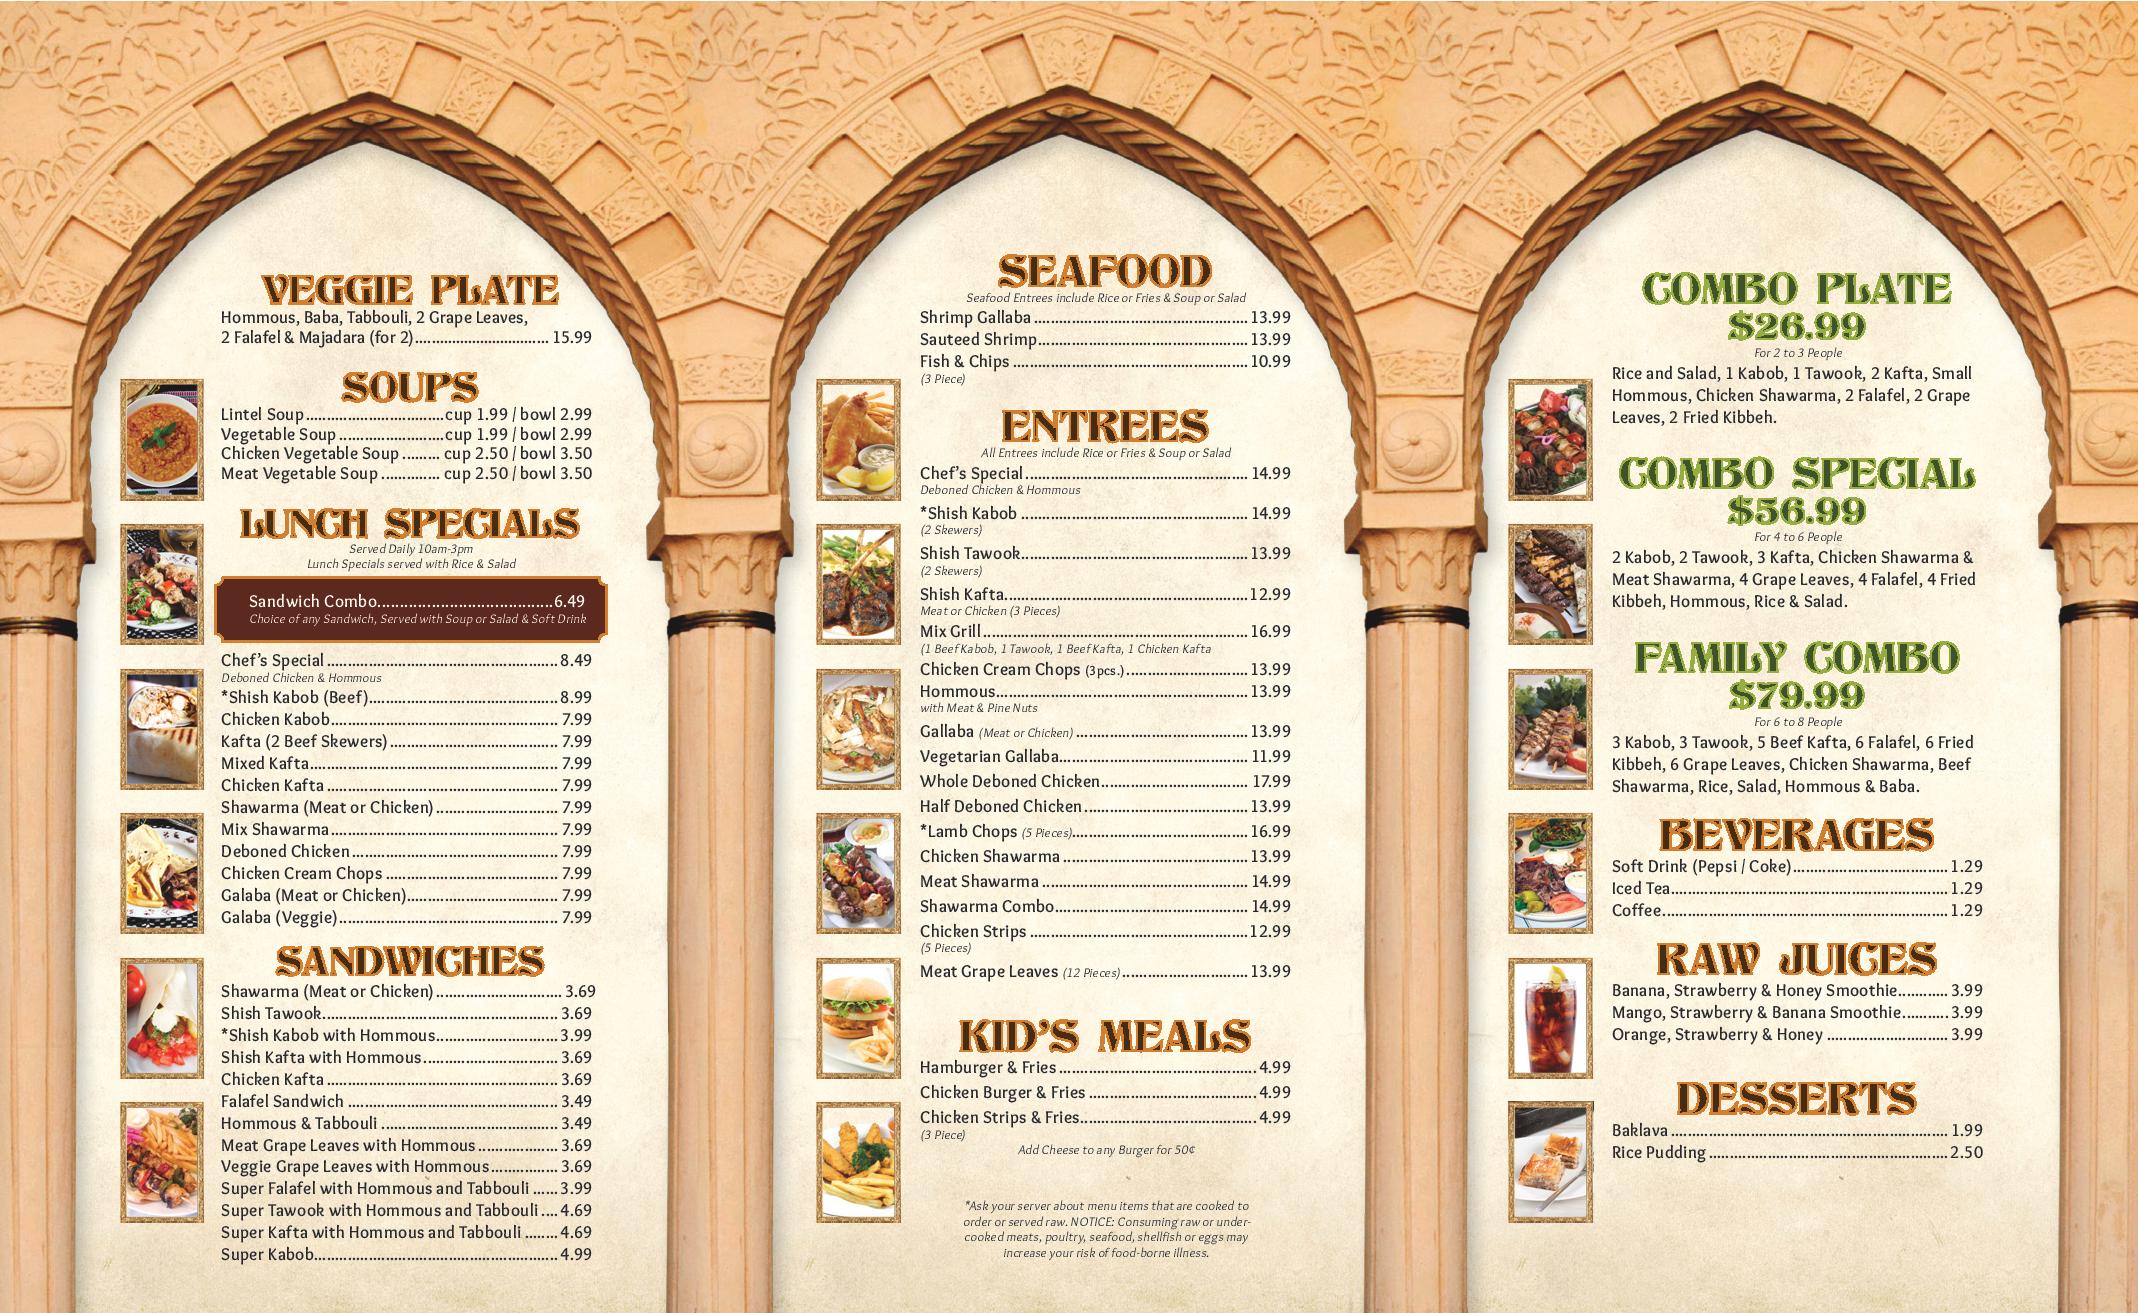 VEGGIE PLATE
Hommous, Baba, Tabbouli, 2 Grape Leaves,
2 Falafel & Majadara (for 2)................................ 15.99
SOUPS
Lintel Soup.................................cup 1.99 / bowl 2.99
Vegetable Soup.........................cup 1.99 / bowl 2.99
Chicken Vegetable Soup ......... cup 2.50 / bowl 3.50
Meat Vegetable Soup .............. cup 2.50 / bowl 3.50
LUNCH SPECIALS
Served Daily 10am-3pm
Lunch Specials served with Rice & Salad
Sandwich Combo.....................................6.49
Choice of any Sandwich, Served with Soup or Salad & Soft Drink
Chef's Special.......................................................8.49
Deboned Chicken & Hommous
*Shish Kabob (Beef).............................................8.99
Chicken Kabob...................................................... 7.99
Kafta (2 Beef Skewers)........................................ 7.99
Mixed Kafta........................................................... 7.99
Chicken Kafta ....................................................... 7.99
Shawarma (Meat or Chicken)............................. 7.99
Mix Shawarma...................................................... 7.99
Deboned Chicken................................................. 7.99
Chicken Cream Chops ......................................... 7.99
Galaba (Meat or Chicken).................................... 7.99
Galaba (Veggie).................................................... 7.99
SANDWICHES
Shawarma (Meat or Chicken).............................. 3.69
Shish Tawook........................................................ 3.69
*Shish Kabob with Hommous............................. 3.99
Shish Kafta with Hommous................................ 3.69
Chicken Kafta ....................................................... 3.69
Falafel Sandwich .................................................. 3.49
Hommous & Tabbouli .......................................... 3.49
Meat Grape Leaves with Hommous................... 3.69
Veggie Grape Leaves with Hommous................ 3.69
Super Falafel with Hommous and Tabbouli ......3.99
Super Tawook with Hommous and Tabbouli ....4.69
Super Kafta with Hommous and Tabbouli ........4.69
Super Kabob..........................................................4.99
SEAFOOD
Seafood Entrees include Rice or Fries & Soup or Salad
Shrimp Gallaba ................................................... 13.99
Sauteed Shrimp.................................................. 13.99
Fish & Chips ........................................................ 10.99
(3 Piece)
ENTREES
All Entrees include Rice or Fries & Soup or Salad
Chef's Special..................................................... 14.99
Deboned Chicken & Hommous
*Shish Kabob ...................................................... 14.99
(2 Skewers)
Shish Tawook...................................................... 13.99
(2 Skewers)
Shish Kafta.......................................................... 12.99
Meat or Chicken (3 Pieces)
Mix Grill............................................................... 16.99
(1 Beef Kabob, 1 Tawook, 1 Beef Kafta, 1 Chicken Kafta
Chicken Cream Chops (3pcs.)............................. 13.99
Hommous............................................................ 13.99
with Meat & Pine Nuts
Gallaba (Meat or Chicken) ......................................... 13.99
Vegetarian Gallaba............................................. 11.99
Whole Deboned Chicken................................... 17.99
Half Deboned Chicken....................................... 13.99
*Lamb Chops (5 Pieces).......................................... 16.99
Chicken Shawarma ............................................ 13.99
Meat Shawarma ................................................. 14.99
Shawarma Combo.............................................. 14.99
Chicken Strips .....................................................12.99
(5 Pieces)
Meat Grape Leaves (12 Pieces)...............................13.99
KID'S MEALS
Hamburger & Fries ............................................... 4.99
Chicken Burger & Fries ........................................ 4.99
Chicken Strips & Fries.......................................... 4.99
(3 Piece)
Add Cheese to any Burger for 50¢
*Ask your server about menu items that are cooked to
order or served raw. NOTICE: Consuming raw or under-
cooked meats, poultry, seafood, shellfish or eggs may
increase your risk of food-borne illness.
COMBO PLATE
$26.99
For 2 to 3 People
Rice and Salad, 1 Kabob, 1 Tawook, 2 Kafta, Small
Hommous, Chicken Shawarma, 2 Falafel, 2 Grape
Leaves, 2 Fried Kibbeh.
COMBO SPECIAL
$56.99
For 4 to 6 People
2 Kabob, 2 Tawook, 3 Kafta, Chicken Shawarma &
Meat Shawarma, 4 Grape Leaves, 4 Falafel, 4 Fried
Kibbeh, Hommous, Rice & Salad.
FAMILY COMBO
$79.99
For 6 to 8 People
3 Kabob, 3 Tawook, 5 Beef Kafta, 6 Falafel, 6 Fried
Kibbeh, 6 Grape Leaves, Chicken Shawarma, Beef
Shawarma, Rice, Salad, Hommous & Baba.
BEVERAGES
Soft Drink (Pepsi / Coke)..................................... 1.29
Iced Tea.................................................................. 1.29
Coffee.................................................................... 1.29
RAW JUICES
Banana, Strawberry & Honey Smoothie............ 3.99
Mango, Strawberry & Banana Smoothie...........3.99
Orange, Strawberry & Honey ............................. 3.99
DESSERTS
Baklava .................................................................. 1.99
Rice Pudding .........................................................2.50